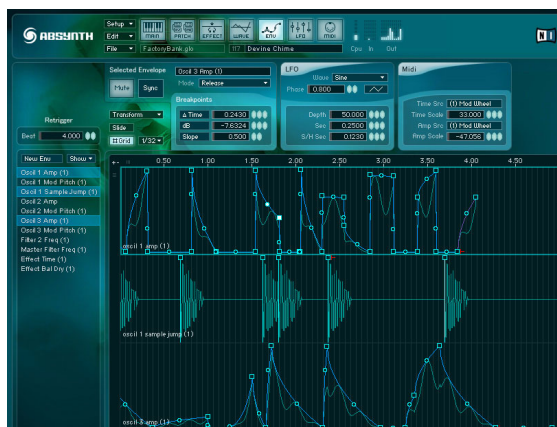 ABSYNTH
Setup
Edit
File
MAIN
PATCH
EFFECT
WAVE
ENV
LFO
MIDI
FactoryBank.glo
117 Devine Chime
Cpu In Out
NI
Selected Envelope
Oscil 3 Amp (1)
Mute
Sync
Mode Release
Breakpoints
Δ Time 0.2430
dB -7.6324
Slope 0.500
LFO
Wave Sine
Phase 0.800
Depth 50.000
Sec 0.2500
S/H Sec 0.1230
Midi
Time Src (1) Mod Wheel
Time Scale 33.000
Amp Src (1) Mod Wheel
Amp Scale -47.056
Retrigger
Beat 4.000
Transform
Slide
Grid 1/32
New Env Show
Oscil 1 Amp (1)
Oscil 1 Mod Pitch (1)
Oscil 1 Sample Jump (1)
Oscil 2 Amp
Oscil 2 Mod Pitch (1)
Oscil 3 Amp (1)
Oscil 3 Mod Pitch (1)
Filter 2 Freq (1)
Master Filter Freq (1)
Effect Time (1)
Effect Bal Dry (1)
0.50 1.00 1.50 2.00 2.50 3.00 3.50 4.00 4.50
oscil 1 amp (1)
oscil 1 sample jump (1)
oscil 3 amp (1)